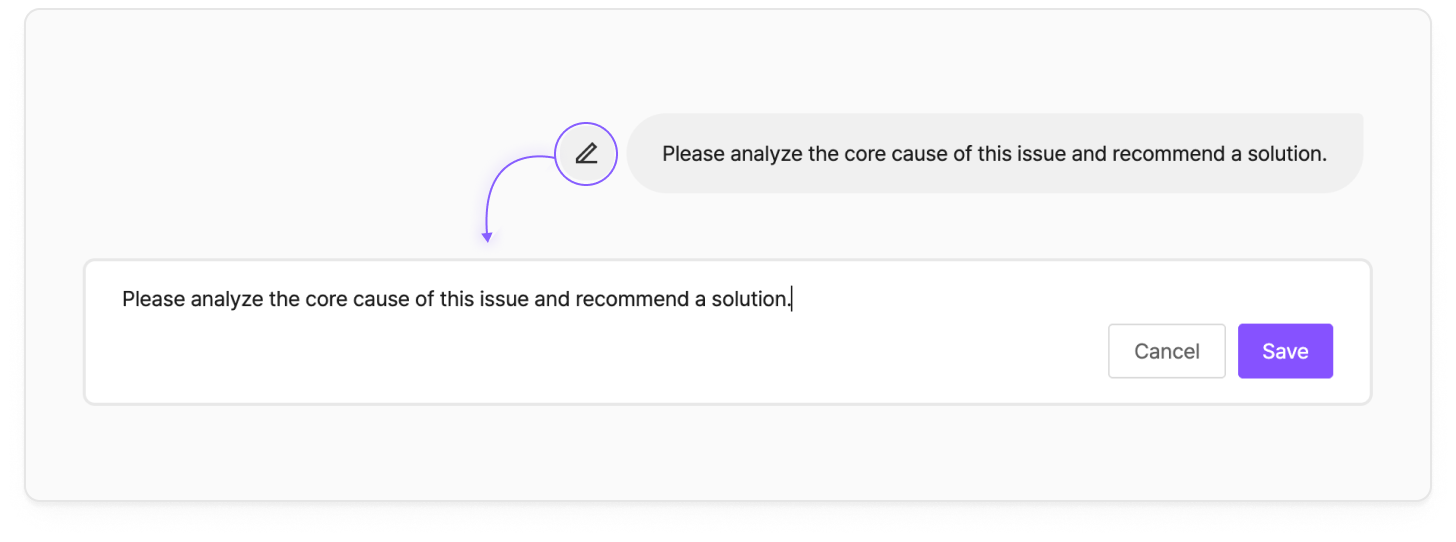 Please analyze the core cause of this issue and recommend a solution.
Please analyze the core cause of this issue and recommend a solution.
Cancel
Save